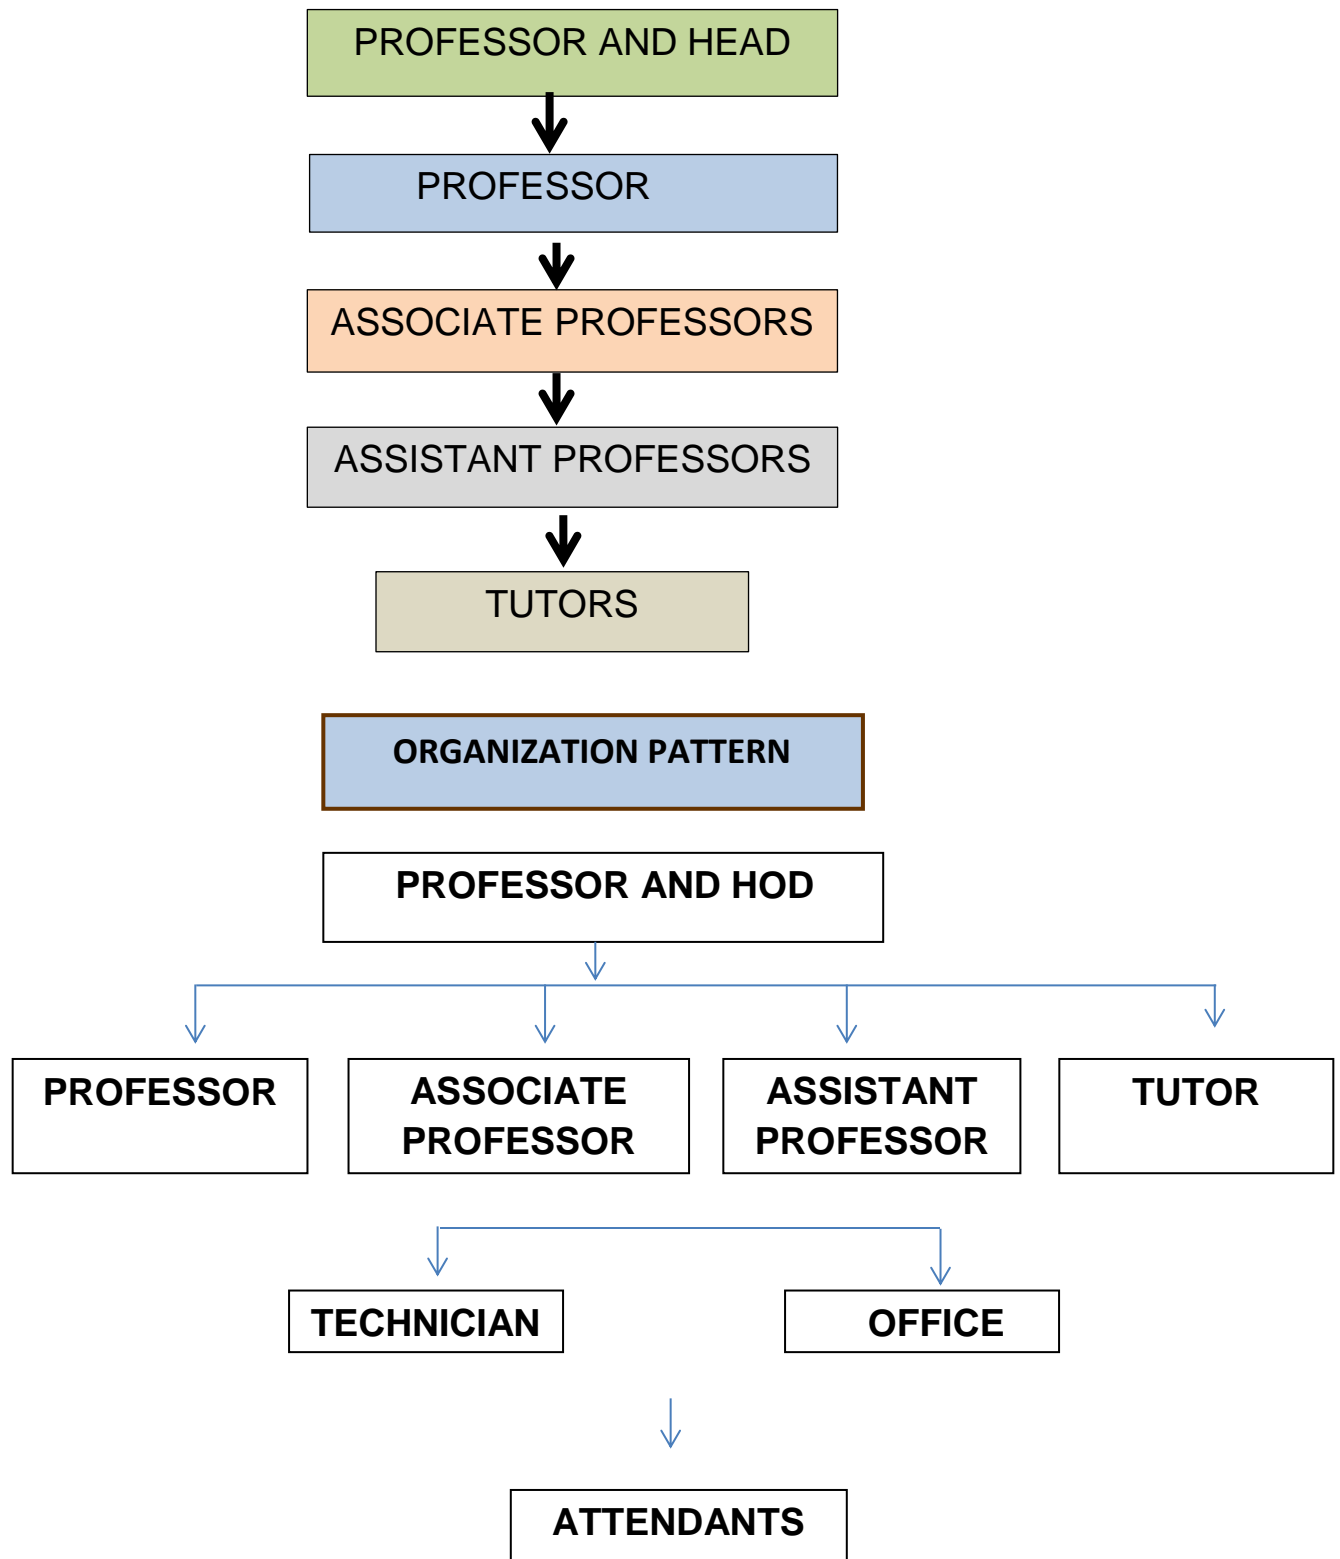 PROFESSOR AND HEAD
PROFESSOR
ASSOCIATE PROFESSORS
ASSISTANT PROFESSORS
TUTORS
ORGANIZATION PATTERN
PROFESSOR AND HOD
PROFESSOR
ASSOCIATE
PROFESSOR
ASSISTANT
PROFESSOR
TUTOR
TECHNICIAN
OFFICE
ATTENDANTS